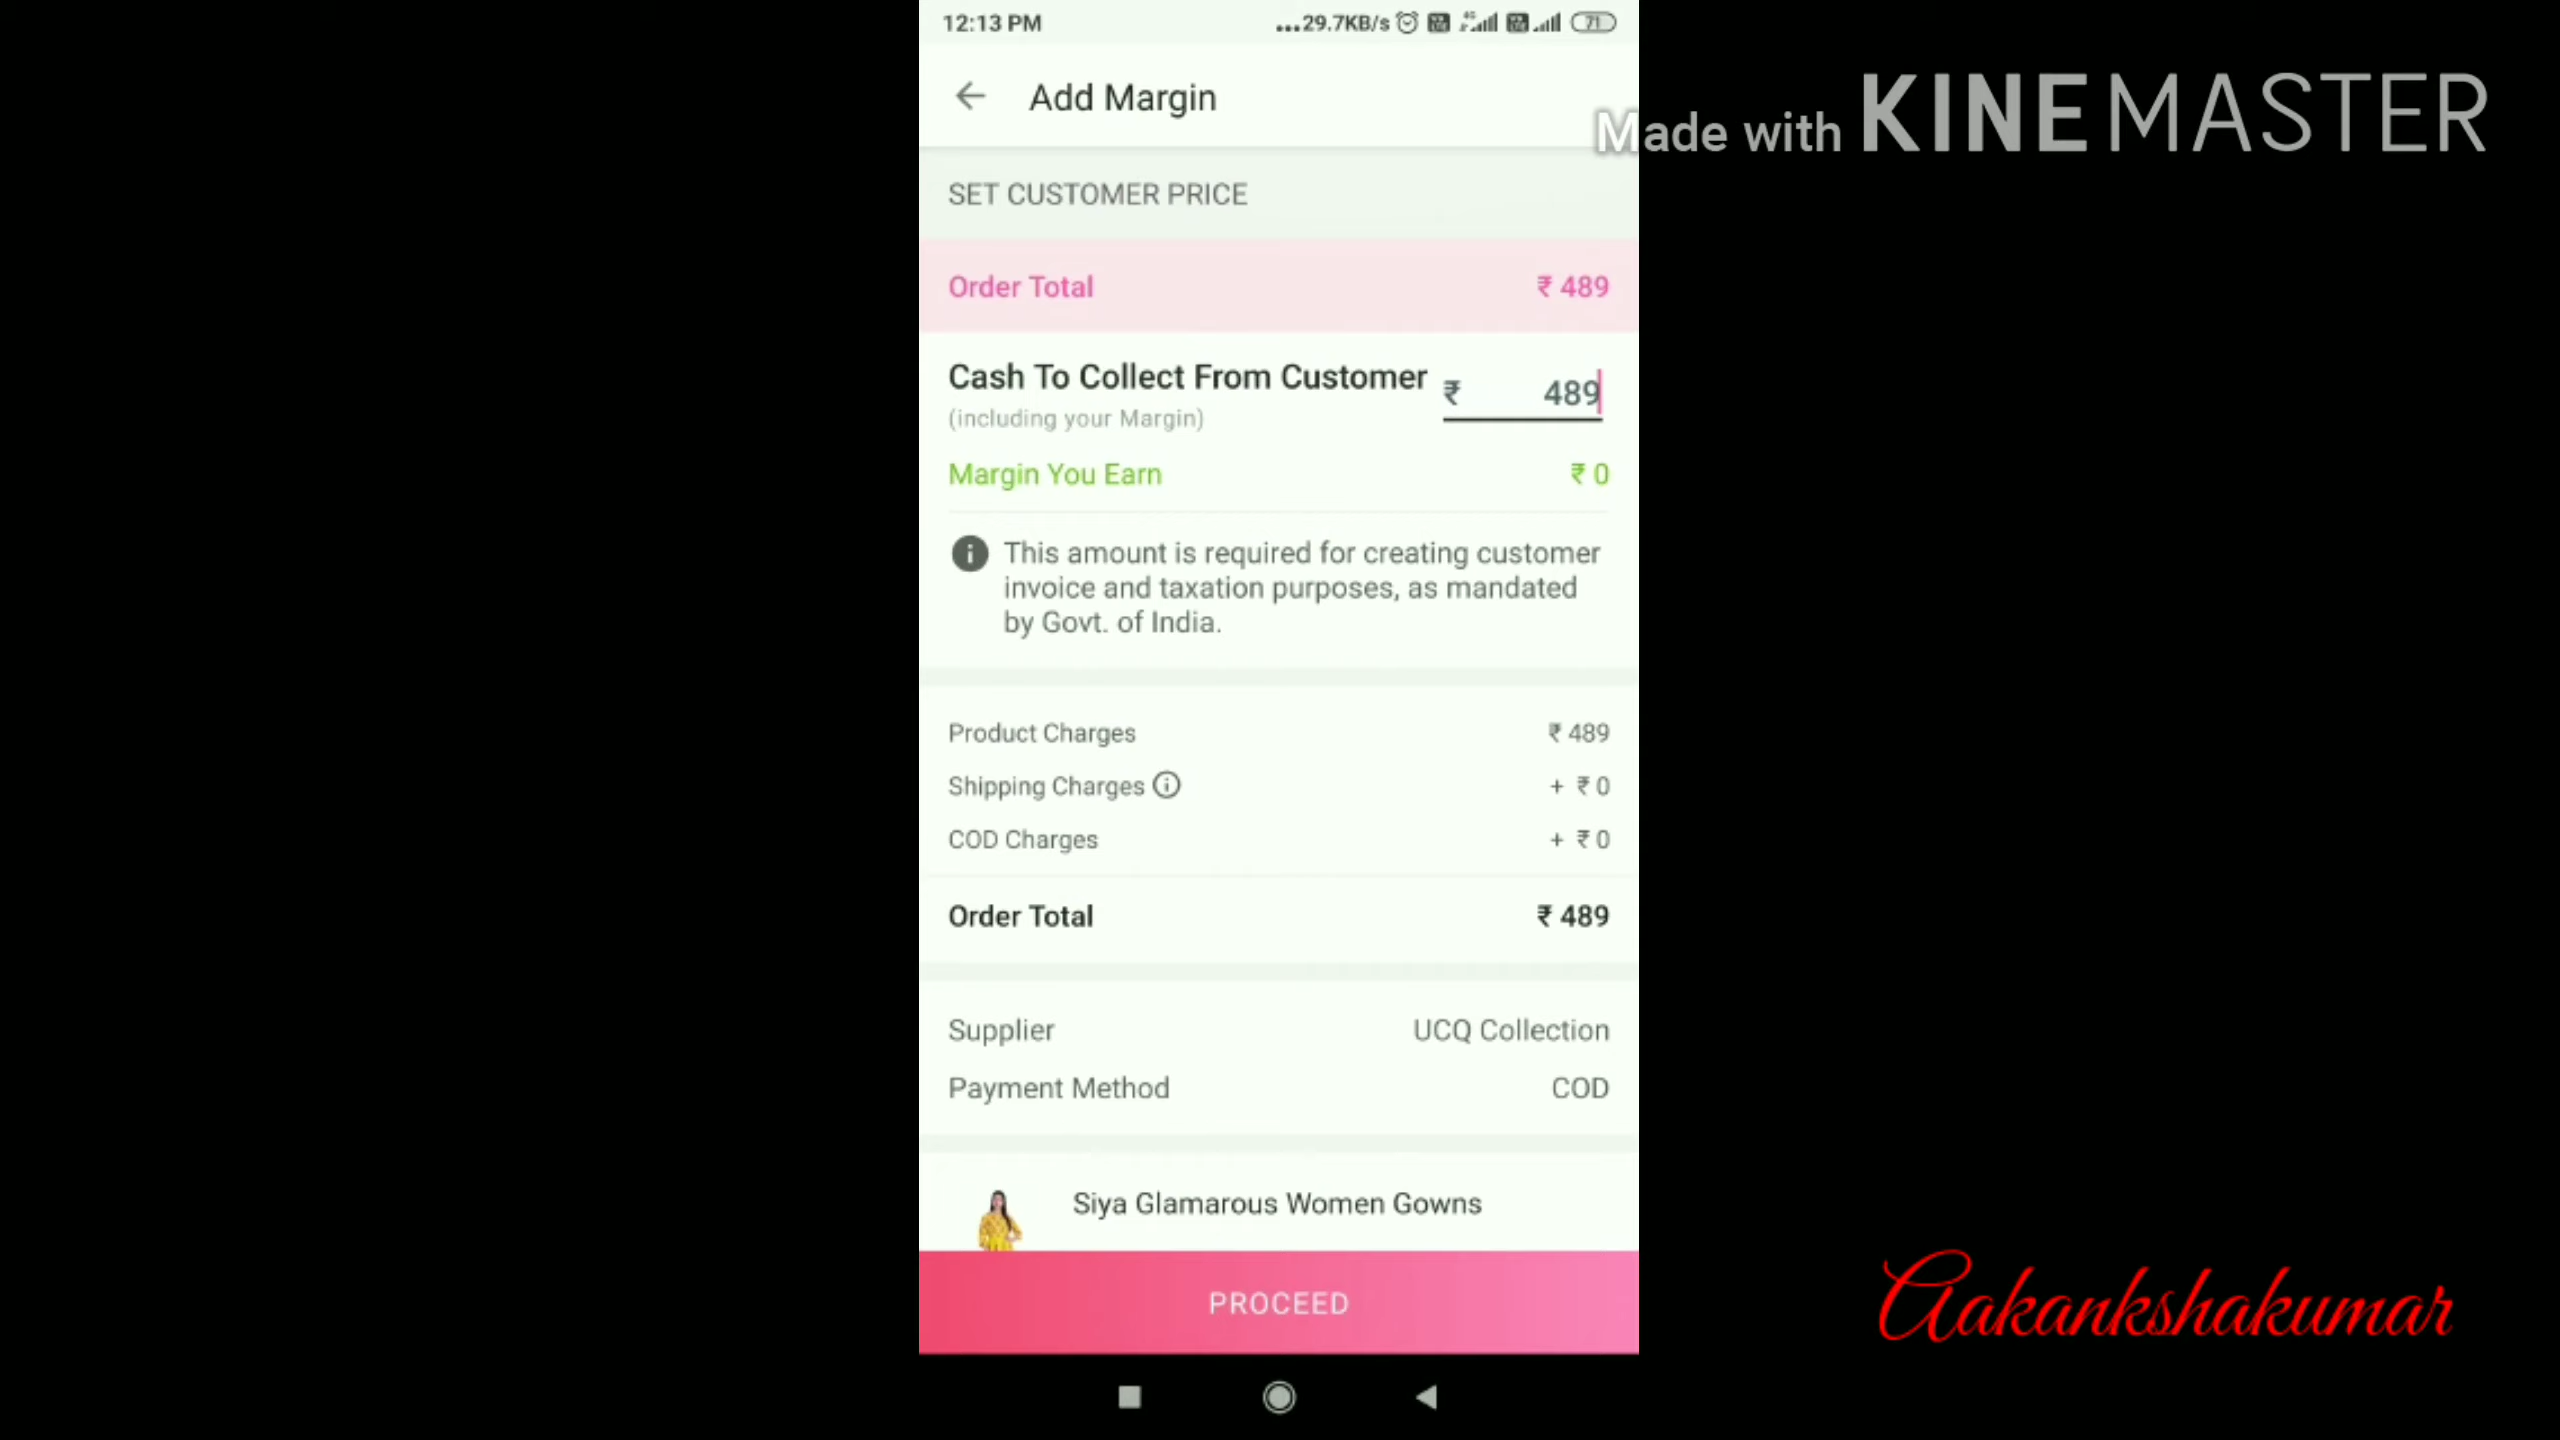 12:13 PM
...29.7KB/s
71
Add Margin
Made with KINEMASTER
SET CUSTOMER PRICE
Order Total ₹ 489
Cash To Collect From Customer ₹ 489
(including your Margin)
Margin You Earn ₹ 0
This amount is required for creating customer
invoice and taxation purposes, as mandated
by Govt. of India.
Product Charges ₹ 489
Shipping Charges + ₹ 0
COD Charges + ₹ 0
Order Total ₹ 489
Supplier UCQ Collection
Payment Method COD
Siya Glamarous Women Gowns
PROCEED
Aakankshakumar